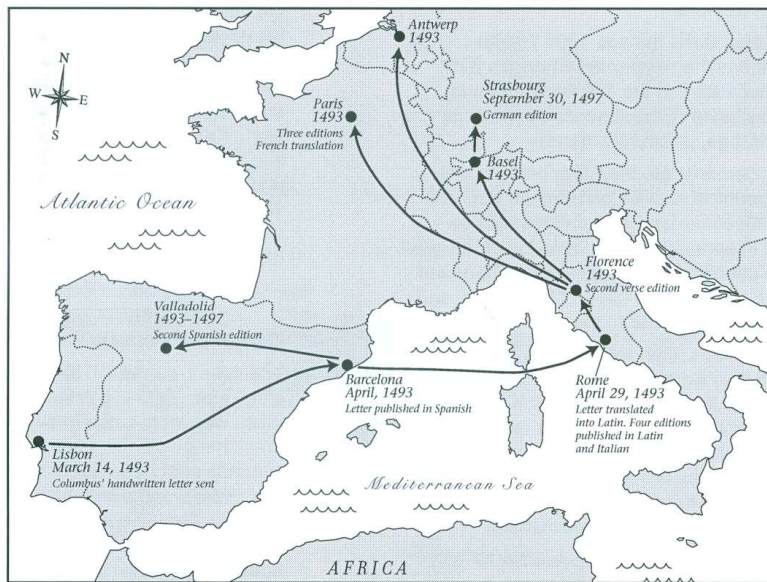 Antwerp
1493
Strasbourg
September 30, 1497
German edition
Paris
1493
Three editions
French translation
Basel
1493
N
W
E
S
Atlantic Ocean
Florence
1493
Second verse edition
Valladolid
1493–1497
Second Spanish edition
Barcelona
April, 1493
Letter published in Spanish
Rome
April 29, 1493
Letter translated
into Latin. Four editions
published in Latin
and Italian
Lisbon
March 14, 1493
Columbus' handwritten letter sent
Mediterranean Sea
AFRICA